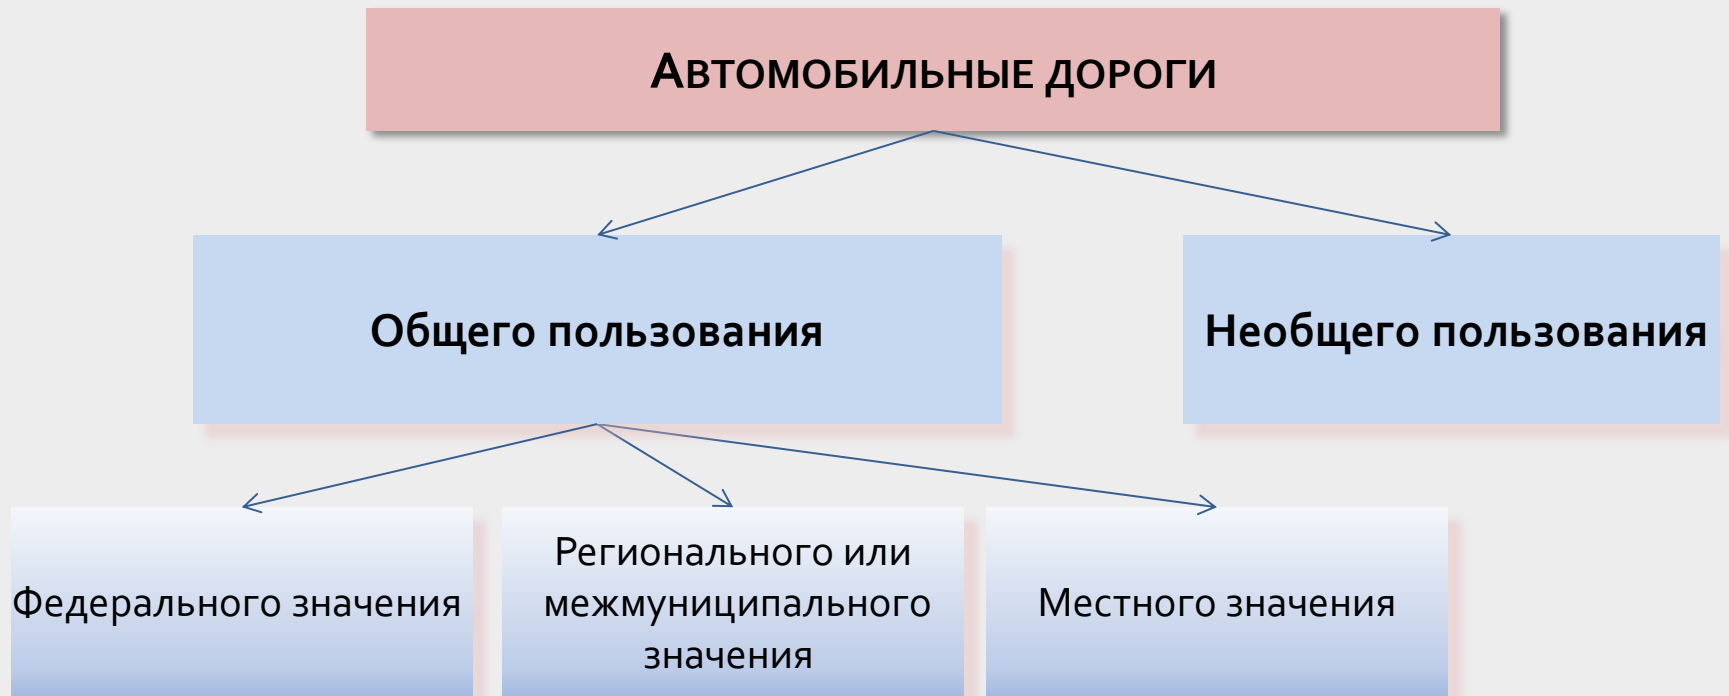 АВТОМОБИЛЬНЫЕ ДОРОГИ
Общего пользования
Необщего пользования
Федерального значения
Регионального или
межмуниципального
значения
Местного значения